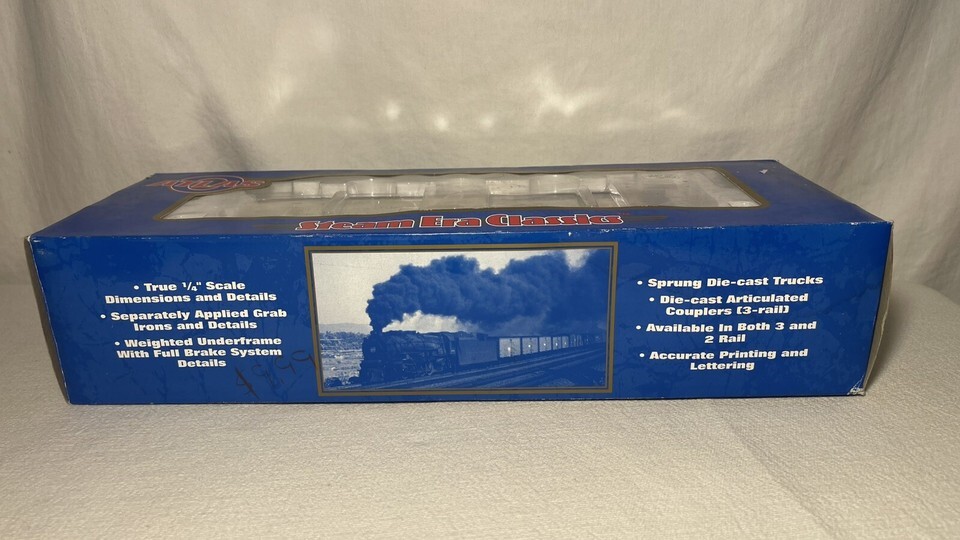 ATLAS
Steam Era Classics
• True 1/4" Scale
Dimensions and Details
• Separately Applied Grab
Irons and Details
• Weighted Underframe
With Full Brake System
Details
• Sprung Die-cast Trucks
• Die-cast Articulated
Couplers (3-rail)
• Available In Both 3 and
2 Rail
• Accurate Printing and
Lettering